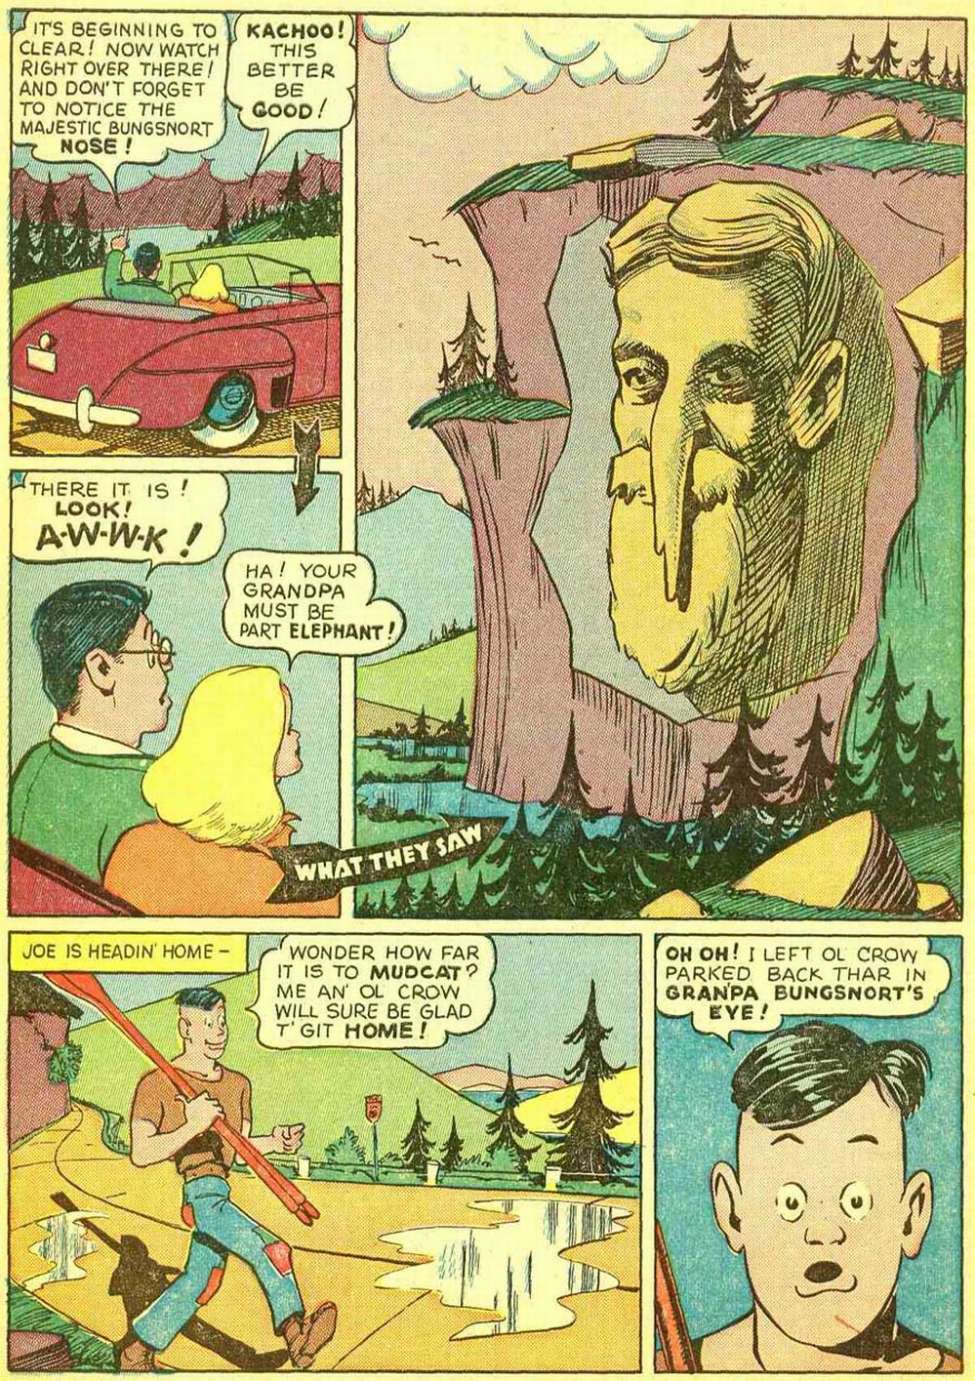 IT'S BEGINNING TO
CLEAR! NOW WATCH
RIGHT OVER THERE!
AND DON'T FORGET
TO NOTICE THE
MAJESTIC BUNGSNORT
NOSE!
KACHOO!
THIS
BETTER
BE
GOOD!
THERE IT IS!
LOOK!
A-W-W-K!
HA! YOUR
GRANDPA
MUST BE
PART ELEPHANT!
WHAT THEY SAW
JOE IS HEADIN' HOME-
WONDER HOW FAR
IT IS TO MUDCAT?
ME AN' OL' CROW
WILL SURE BE GLAD
T' GIT HOME!
OH OH! I LEFT OL' CROW
PARKED BACK THAR IN
GRAN'PA BUNGSNORT'S
EYE!